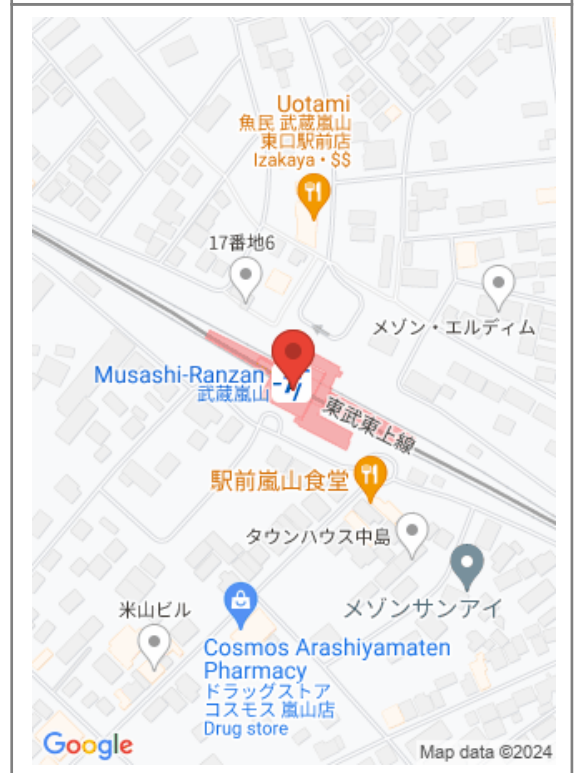 Uotami
魚民 武蔵嵐山
東口駅前店
Izakaya • $$
17番地6
メゾン・エルディム
Musashi-Ranzan
武蔵嵐山
東武東上線
駅前嵐山食堂
タウンハウス中島
メゾンサンアイ
米山ビル
Cosmos Arashiyamaten
Pharmacy
ドラッグストア
コスモス 嵐山店
Drug store
Google
Map data ©2024